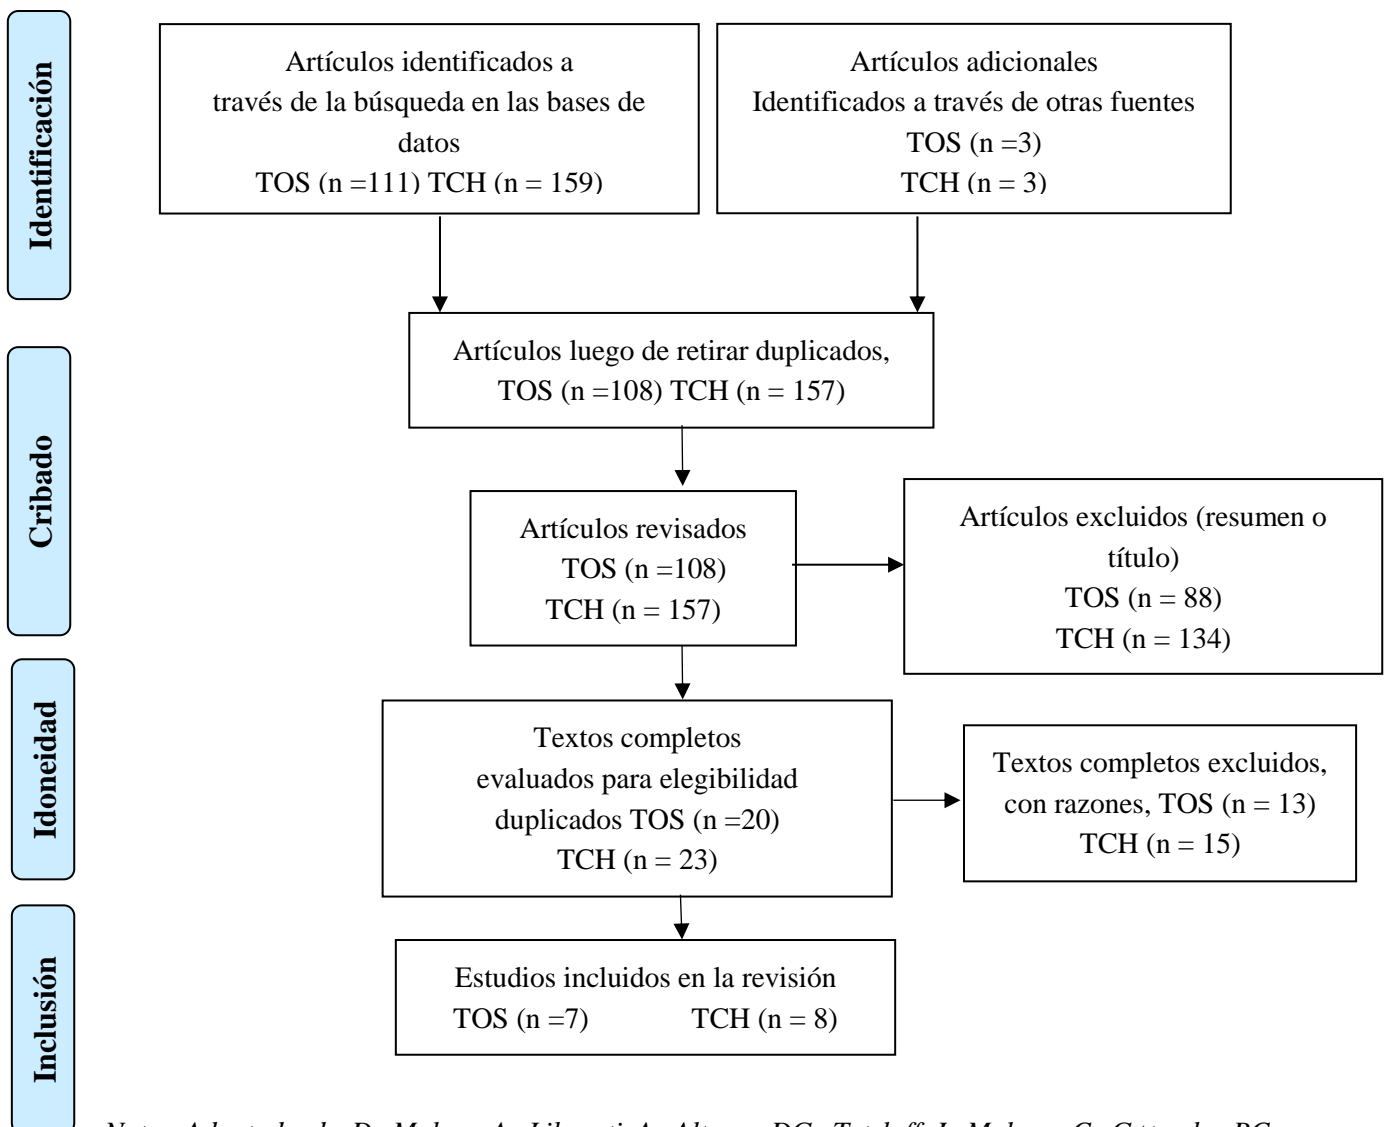 Identificación
Artículos identificados a
través de la búsqueda en las bases de
datos
TOS (n =111) TCH (n = 159)
Artículos adicionales
Identificados a través de otras fuentes
TOS (n =3)
TCH (n = 3)
Artículos luego de retirar duplicados,
TOS (n =108) TCH (n = 157)
Cribado
Artículos revisados
TOS (n =108)
TCH (n = 157)
Artículos excluidos (resumen o
título)
TOS (n = 88)
TCH (n = 134)
Idoneidad
Textos completos
evaluados para elegibilidad
duplicados TOS (n =20)
TCH (n = 23)
Textos completos excluidos,
con razones, TOS (n = 13)
TCH (n = 15)
Inclusión
Estudios incluidos en la revisión
TOS (n =7) TCH (n = 8)